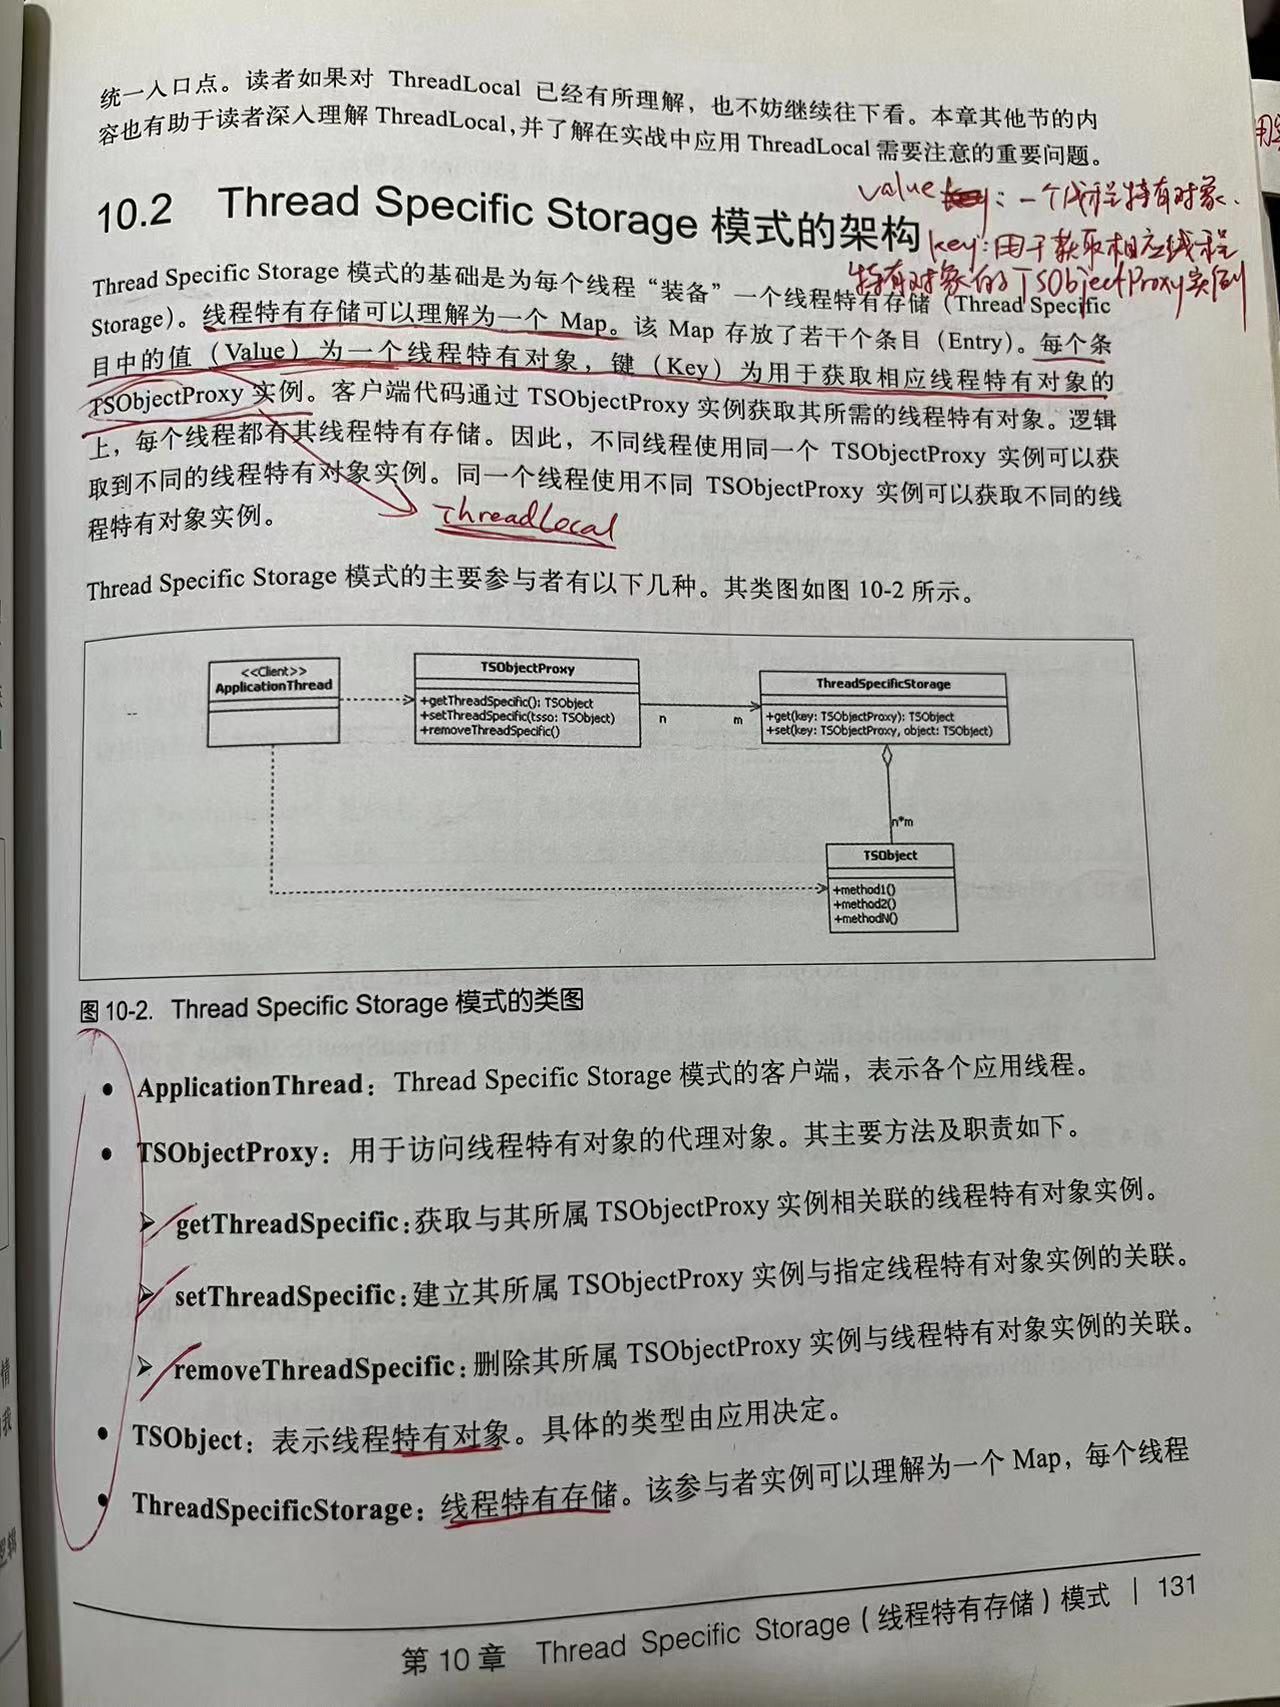 统一入口点。读者如果对 ThreadLocal 已经有所理解，也不妨继续往下看。本章其他节的内
容也有助于读者深入理解 ThreadLocal,并了解在实战中应用 ThreadLocal 需要注意的重要问题。
10.2 Thread Specific Storage 模式的架构
value：一个线程特有对象.
key: 用于获取相应线程
特有对象的TSObjectProxy实例
Thread Specific Storage 模式的基础是为每个线程“装备”一个线程特有存储（Thread Specific
Storage）。线程特有存储可以理解为一个 Map。该 Map 存放了若干个条目（Entry）。每个条
目中的值（Value）为一个线程特有对象，键（Key）为用于获取相应线程特有对象的
TSObjectProxy 实例。客户端代码通过 TSObjectProxy 实例获取其所需的线程特有对象。逻辑
上，每个线程都有其线程特有存储。因此，不同线程使用同一个 TSObjectProxy 实例可以获
取到不同的线程特有对象实例。同一个线程使用不同 TSObjectProxy 实例可以获取不同的线
程特有对象实例。
ThreadLocal
Thread Specific Storage 模式的主要参与者有以下几种。其类图如图 10-2 所示。
<<Client>>
ApplicationThread
TSObjectProxy
+getThreadSpecific(): TSObject
+setThreadSpecific(tsso: TSObject)
+removeThreadSpecific()
n
m
ThreadSpecificStorage
+get(key: TSObjectProxy): TSObject
+set(key: TSObjectProxy, object: TSObject)
n*m
TSObject
+method1()
+method2()
+methodN()
图 10-2. Thread Specific Storage 模式的类图
• ApplicationThread：Thread Specific Storage 模式的客户端，表示各个应用线程。
• TSObjectProxy：用于访问线程特有对象的代理对象。其主要方法及职责如下。
➢ getThreadSpecific：获取与其所属 TSObjectProxy 实例相关联的线程特有对象实例。
➢ setThreadSpecific：建立其所属 TSObjectProxy 实例与指定线程特有对象实例的关联。
➢ removeThreadSpecific：删除其所属 TSObjectProxy 实例与线程特有对象实例的关联。
• TSObject：表示线程特有对象。具体的类型由应用决定。
• ThreadSpecificStorage：线程特有存储。该参与者实例可以理解为一个 Map，每个线程
第 10 章 Thread Specific Storage（线程特有存储）模式 | 131